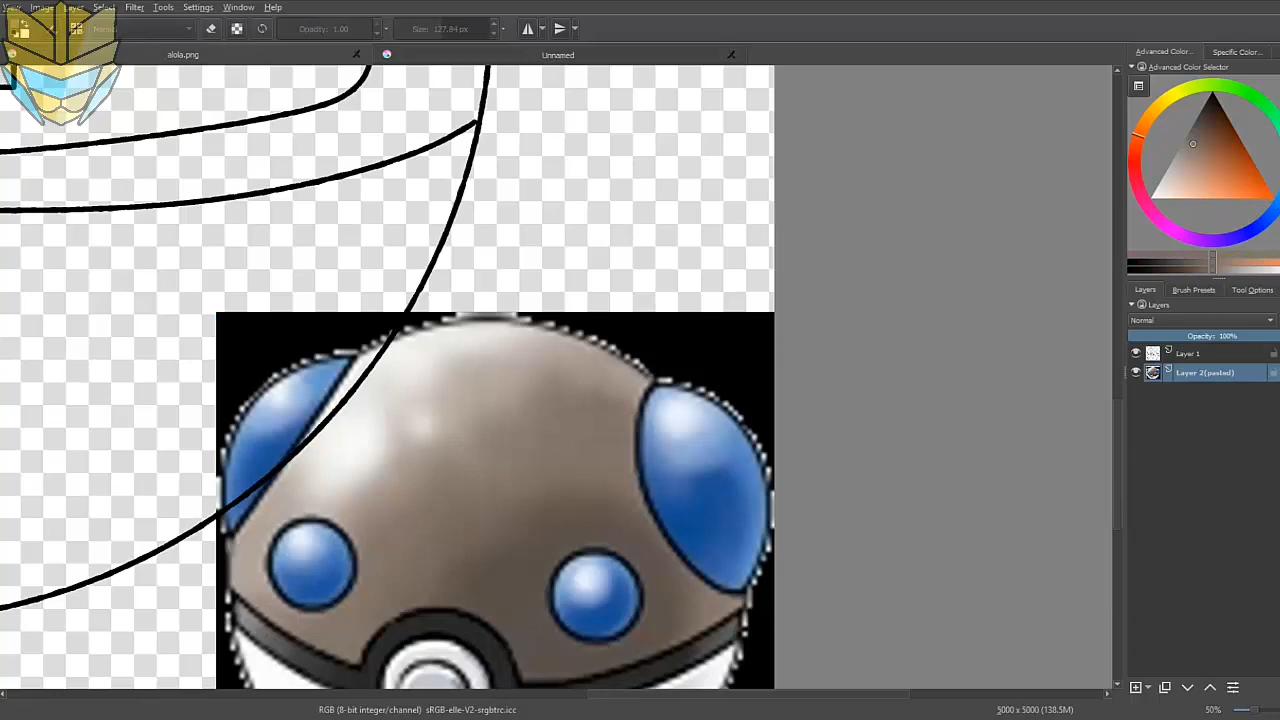 View Image Layer Select Filter Tools Settings Window Help
Normal Opacity: 1.00 Size: 127.84 px
alola.png Unnamed
Advanced Color... Specific Color...
Advanced Color Selector
Layers Brush Presets Tool Options
Layers
Normal
Opacity: 100%
Layer 1
Layer 2(pasted)
RGB (8-bit integer/channel) sRGB-elle-V2-srgbtrc.icc 5000 x 5000 (138.5M) 50%